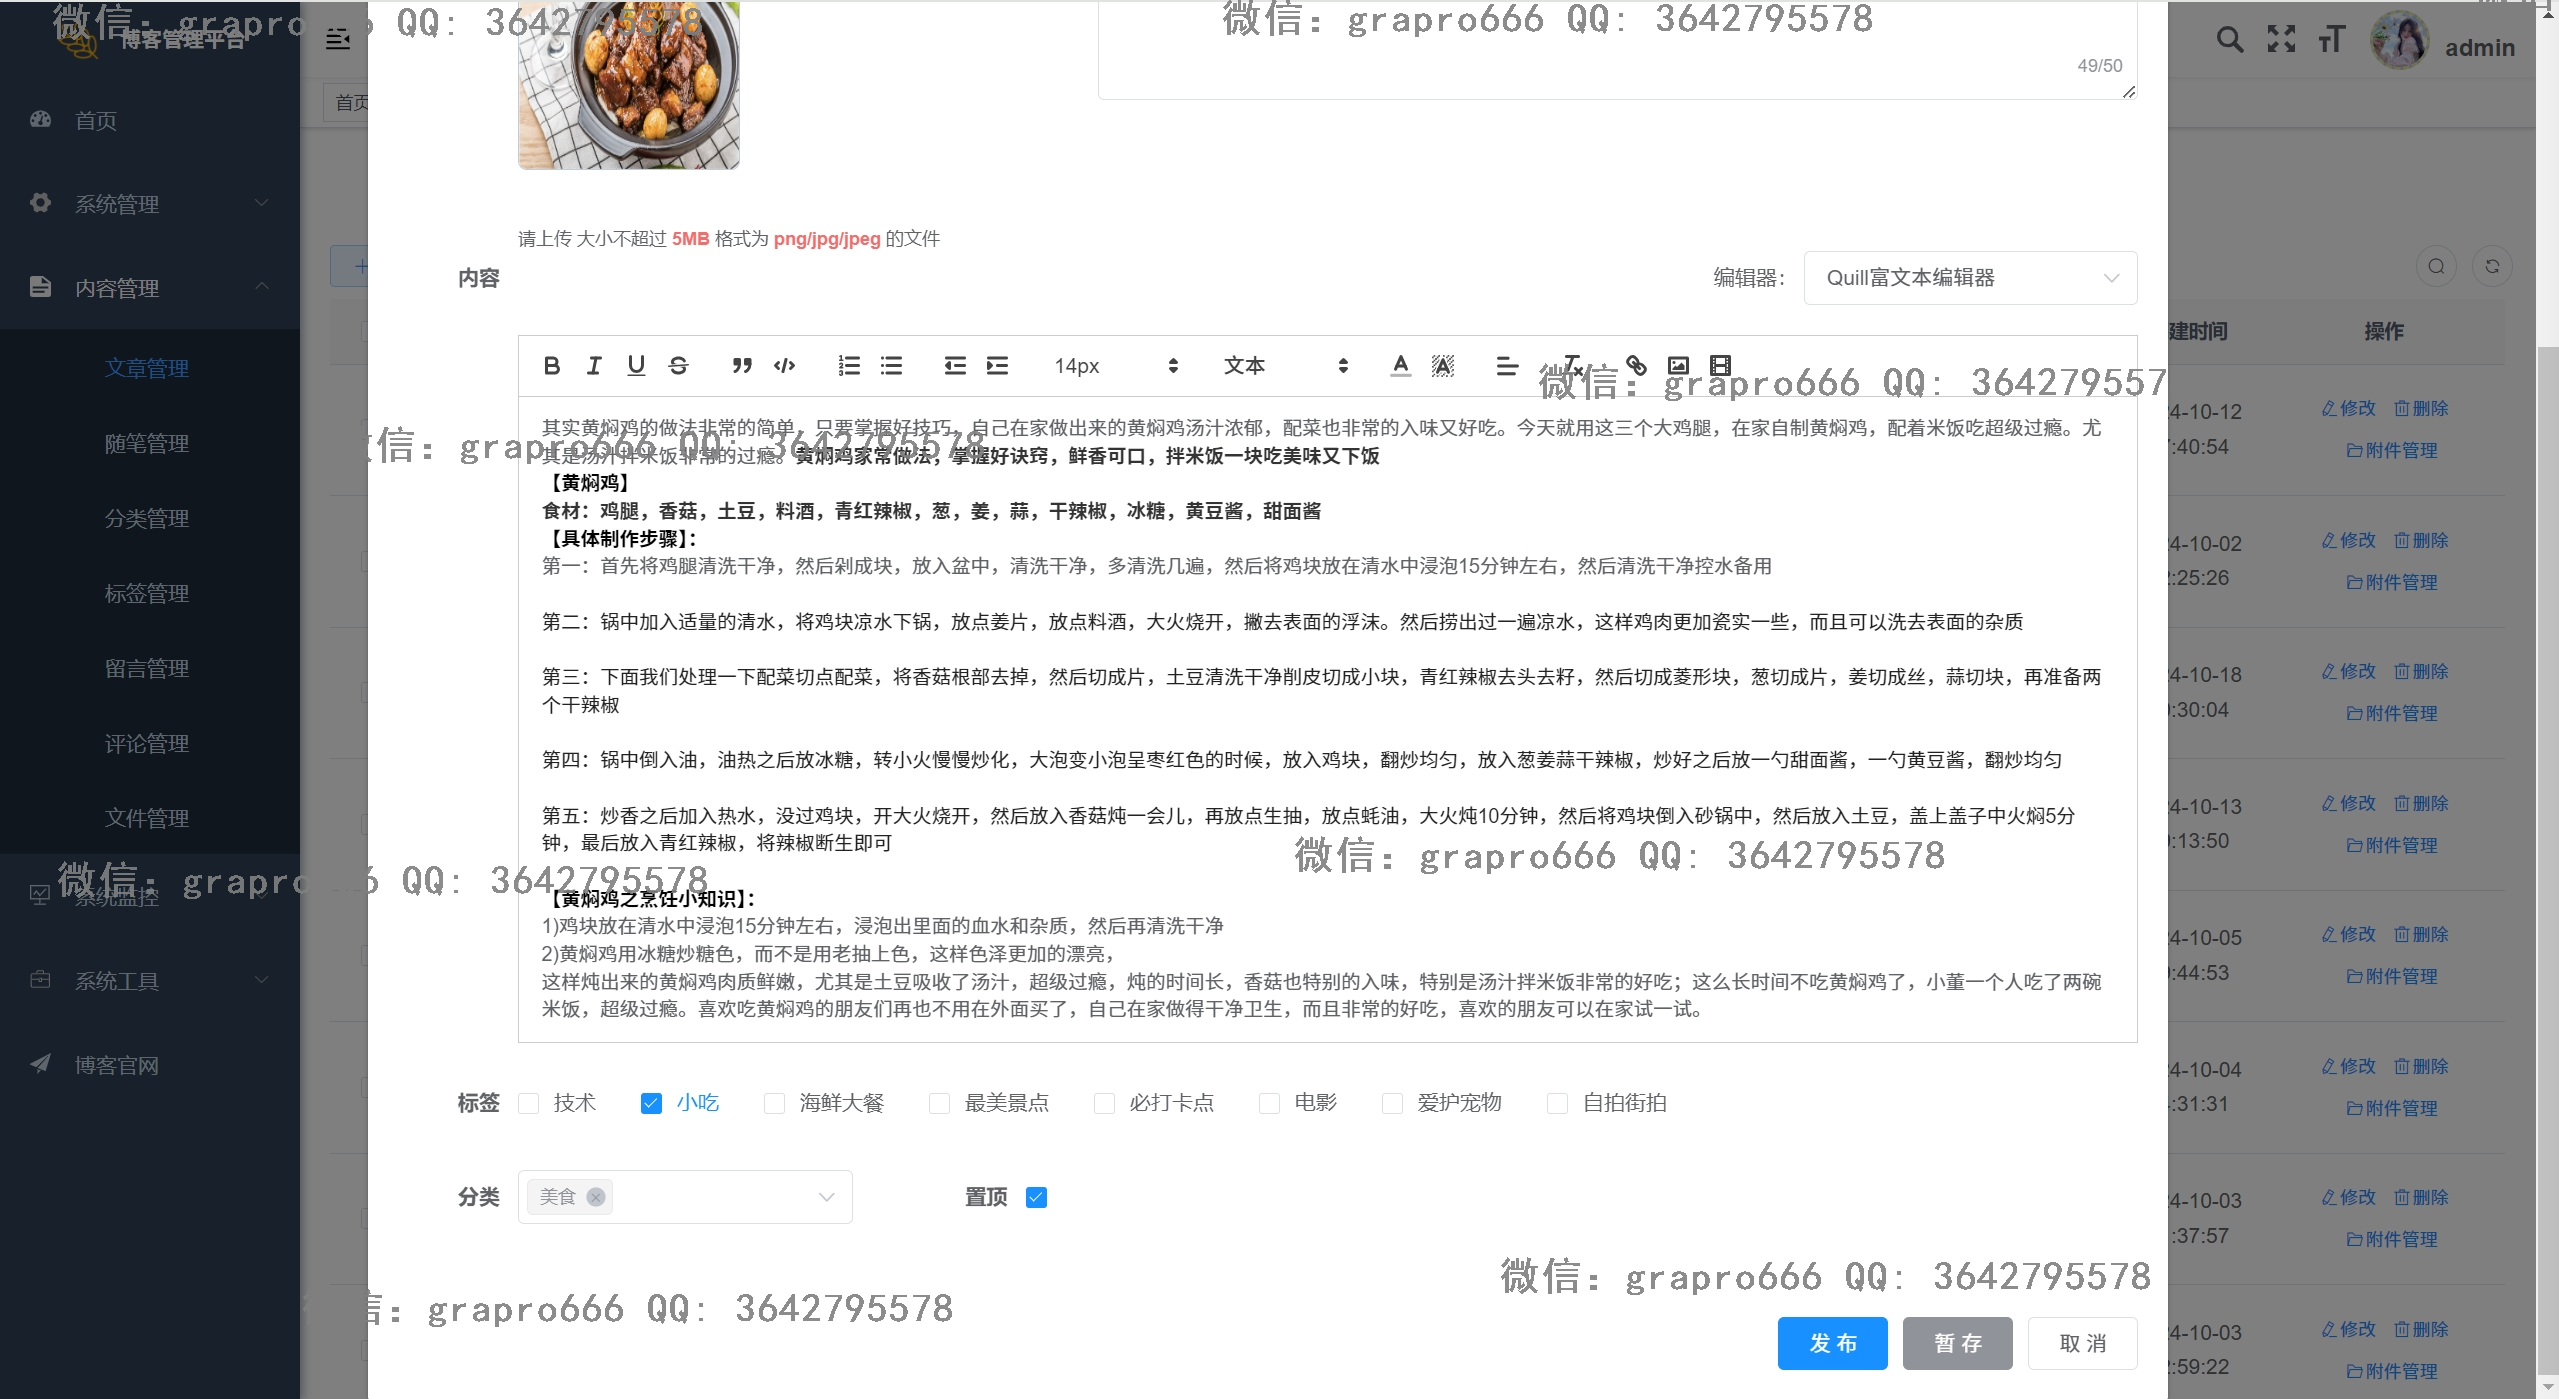 博客管理平台
admin
首页
系统管理
内容管理
文章管理
随笔管理
分类管理
标签管理
留言管理
评论管理
文件管理
系统监控
系统工具
博客官网
首页
49/50
请上传 大小不超过 5MB 格式为 png/jpg/jpeg 的文件
内容
编辑器：
Quill富文本编辑器
14px
文本
其实黄焖鸡的做法非常的简单，只要掌握好技巧，自己在家做出来的黄焖鸡汤汁浓郁，配菜也非常的入味又好吃。今天就用这三个大鸡腿，在家自制黄焖鸡，配着米饭吃超级过瘾。尤
其是汤汁拌米饭非常的过瘾。黄焖鸡家常做法，掌握好诀窍，鲜香可口，拌米饭一块吃美味又下饭
【黄焖鸡】
食材：鸡腿，香菇，土豆，料酒，青红辣椒，葱，姜，蒜，干辣椒，冰糖，黄豆酱，甜面酱
【具体制作步骤】：
第一：首先将鸡腿清洗干净，然后剁成块，放入盆中，清洗干净，多清洗几遍，然后将鸡块放在清水中浸泡15分钟左右，然后清洗干净控水备用
第二：锅中加入适量的清水，将鸡块凉水下锅，放点姜片，放点料酒，大火烧开，撇去表面的浮沫。然后捞出过一遍凉水，这样鸡肉更加瓷实一些，而且可以洗去表面的杂质
第三：下面我们处理一下配菜切点配菜，将香菇根部去掉，然后切成片，土豆清洗干净削皮切成小块，青红辣椒去头去籽，然后切成菱形块，葱切成片，姜切成丝，蒜切块，再准备两
个干辣椒
第四：锅中倒入油，油热之后放冰糖，转小火慢慢炒化，大泡变小泡呈枣红色的时候，放入鸡块，翻炒均匀，放入葱姜蒜干辣椒，炒好之后放一勺甜面酱，一勺黄豆酱，翻炒均匀
第五：炒香之后加入热水，没过鸡块，开大火烧开，然后放入香菇炖一会儿，再放点生抽，放点蚝油，大火炖10分钟，然后将鸡块倒入砂锅中，然后放入土豆，盖上盖子中火焖5分
钟，最后放入青红辣椒，将辣椒断生即可
【黄焖鸡之烹饪小知识】：
1)鸡块放在清水中浸泡15分钟左右，浸泡出里面的血水和杂质，然后再清洗干净
2)黄焖鸡用冰糖炒糖色，而不是用老抽上色，这样色泽更加的漂亮，
这样炖出来的黄焖鸡肉质鲜嫩，尤其是土豆吸收了汤汁，超级过瘾，炖的时间长，香菇也特别的入味，特别是汤汁拌米饭非常的好吃；这么长时间不吃黄焖鸡了，小董一个人吃了两碗
米饭，超级过瘾。喜欢吃黄焖鸡的朋友们再也不用在外面买了，自己在家做得干净卫生，而且非常的好吃，喜欢的朋友可以在家试一试。
标签 技术 小吃 海鲜大餐 最美景点 必打卡点 电影 爱护宠物 自拍街拍
分类 美食 置顶
发 布 暂 存 取 消
建时间 操作
4-10-12 修改 删除
:40:54 附件管理
4-10-02 修改 删除
:25:26 附件管理
4-10-18 修改 删除
:30:04 附件管理
4-10-13 修改 删除
:13:50 附件管理
4-10-05 修改 删除
:44:53 附件管理
4-10-04 修改 删除
:31:31 附件管理
4-10-03 修改 删除
:37:57 附件管理
4-10-03 修改 删除
:59:22 附件管理
微信: grapro666 QQ: 3642795578
微信: grapro666 QQ: 3642795578
微信: grapro666 QQ: 364279557
信: grapro666 QQ: 3642795578
微信: grapro666 QQ: 3642795578
微信: grapro666 QQ: 3642795578
微信: grapro666 QQ: 3642795578
信: grapro666 QQ: 3642795578